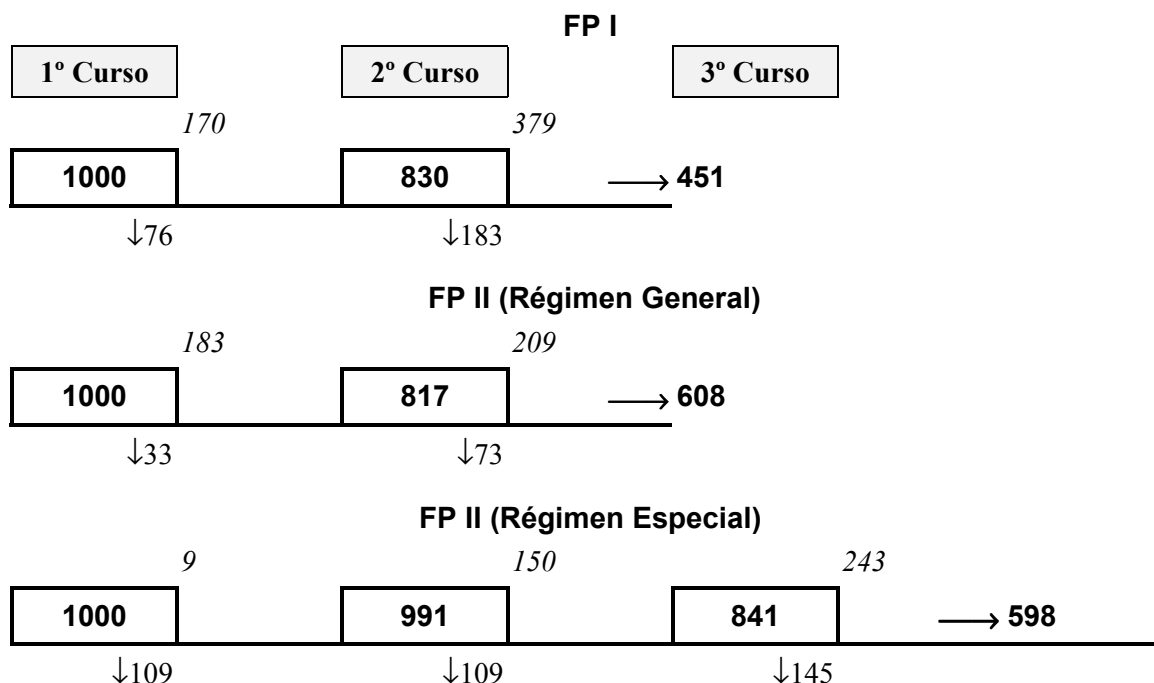 FP I
1º Curso 2º Curso 3º Curso
170 379
1000 830 → 451
↓76 ↓183
FP II (Régimen General)
183 209
1000 817 → 608
↓33 ↓73
FP II (Régimen Especial)
9 150 243
1000 991 841 → 598
↓109 ↓109 ↓145